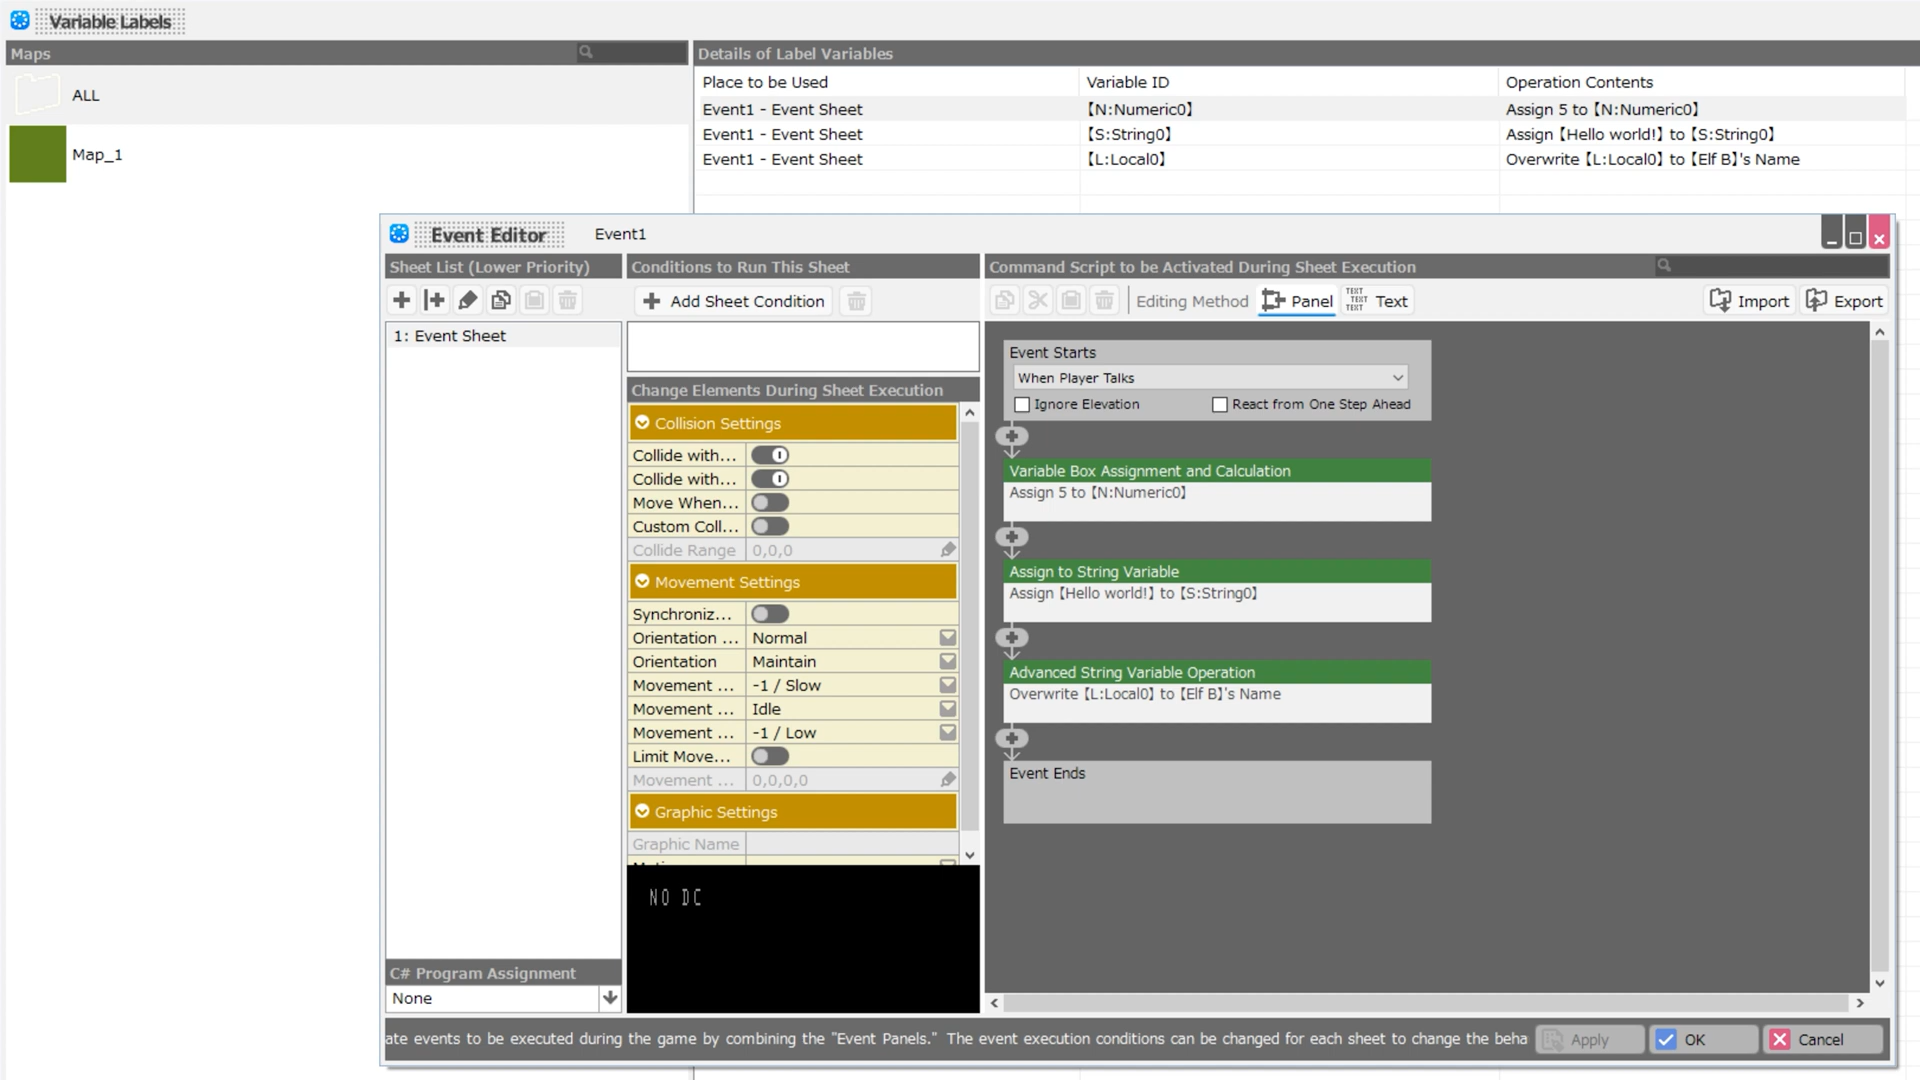 Variable Labels
Maps
ALL
Map_1
Details of Label Variables
Place to be Used Variable ID Operation Contents
Event1 - Event Sheet 【N:Numeric0】 Assign 5 to 【N:Numeric0】
Event1 - Event Sheet 【S:String0】 Assign 【Hello world!】 to 【S:String0】
Event1 - Event Sheet 【L:Local0】 Overwrite 【L:Local0】 to 【Elf B】's Name
Event Editor Event1
Sheet List (Lower Priority)
1: Event Sheet
C# Program Assignment
None
Conditions to Run This Sheet
Add Sheet Condition
Change Elements During Sheet Execution
Collision Settings
Collide with...
Collide with...
Move When...
Custom Coll...
Collide Range 0,0,0
Movement Settings
Synchroniz...
Orientation ... Normal
Orientation Maintain
Movement ... -1 / Slow
Movement ... Idle
Movement ... -1 / Low
Limit Move...
Movement ... 0,0,0,0
Graphic Settings
Graphic Name
NO DC
Command Script to be Activated During Sheet Execution
Editing Method Panel TEXT TEXT TEXT Text Import Export
Event Starts
When Player Talks
Ignore Elevation React from One Step Ahead
Variable Box Assignment and Calculation
Assign 5 to 【N:Numeric0】
Assign to String Variable
Assign 【Hello world!】 to 【S:String0】
Advanced String Variable Operation
Overwrite 【L:Local0】 to 【Elf B】's Name
Event Ends
ate events to be executed during the game by combining the "Event Panels." The event execution conditions can be changed for each sheet to change the beha
Apply OK Cancel